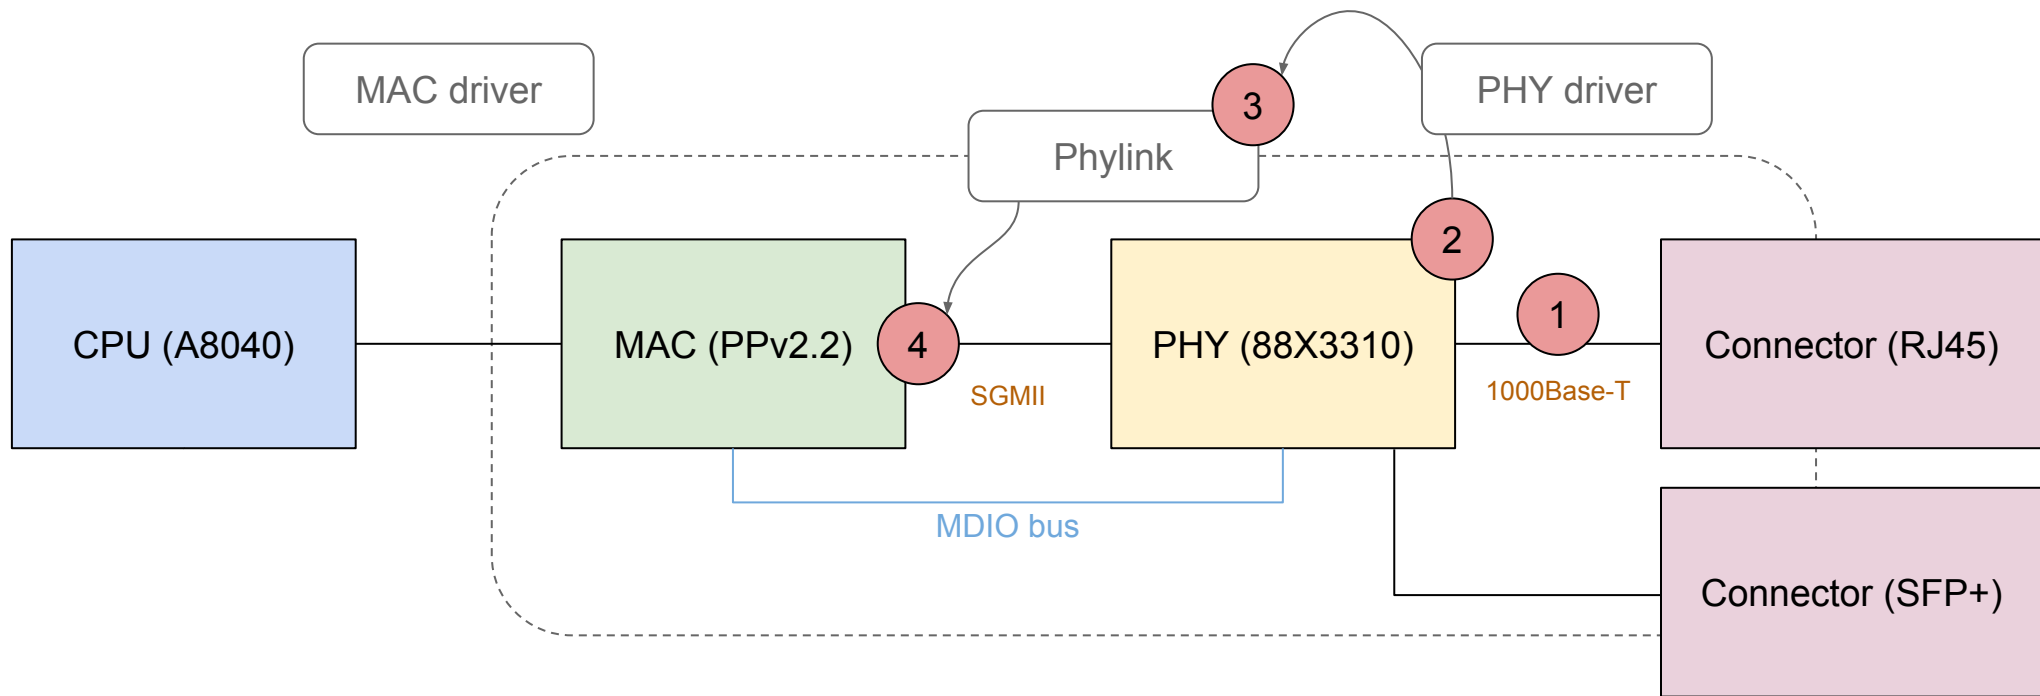 MAC driver
PHY driver
3
Phylink
2
CPU (A8040)
MAC (PPv2.2)
4
PHY (88X3310)
1
Connector (RJ45)
SGMII
1000Base-T
MDIO bus
Connector (SFP+)